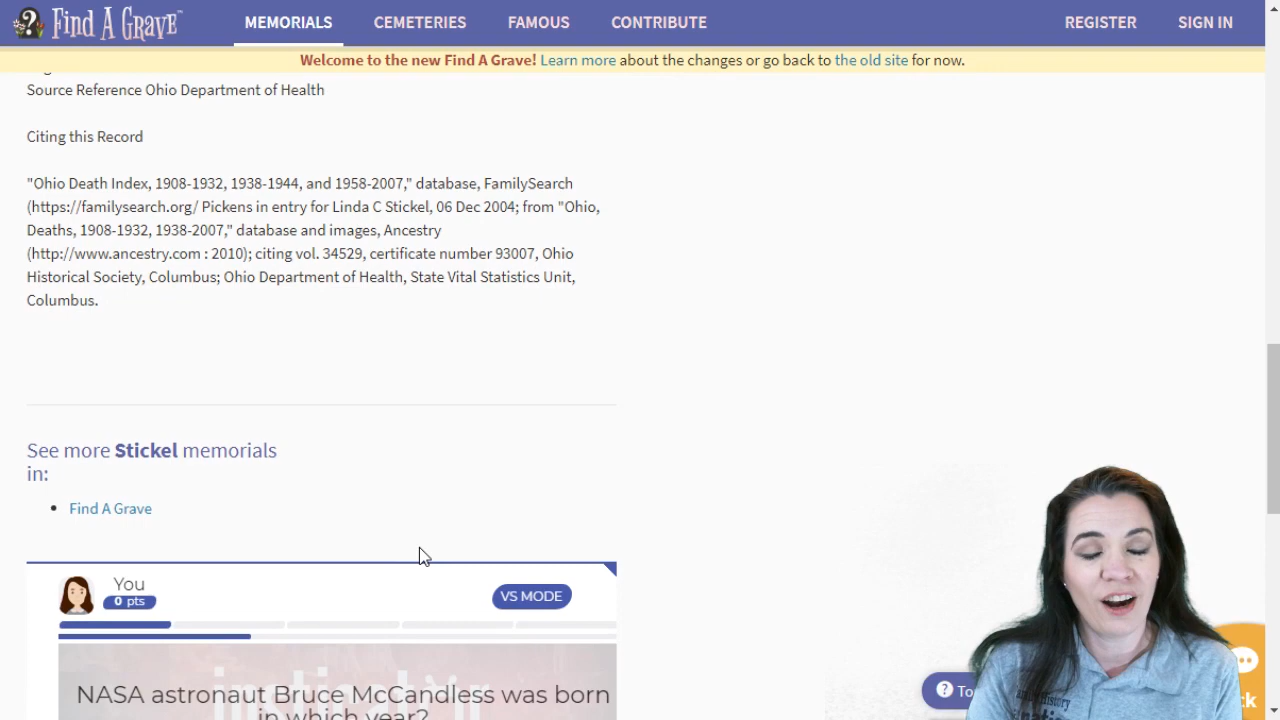 Find A Grave™
MEMORIALS CEMETERIES FAMOUS CONTRIBUTE REGISTER SIGN IN
Welcome to the new Find A Grave! Learn more about the changes or go back to the old site for now.
Source Reference Ohio Department of Health
Citing this Record
"Ohio Death Index, 1908-1932, 1938-1944, and 1958-2007," database, FamilySearch
(https://familysearch.org/ Pickens in entry for Linda C Stickel, 06 Dec 2004; from "Ohio,
Deaths, 1908-1932, 1938-2007," database and images, Ancestry
(http://www.ancestry.com : 2010); citing vol. 34529, certificate number 93007, Ohio
Historical Society, Columbus; Ohio Department of Health, State Vital Statistics Unit,
Columbus.
See more Stickel memorials
in:
Find A Grave
You
0 pts
VS MODE
NASA astronaut Bruce McCandless was born
in which year?